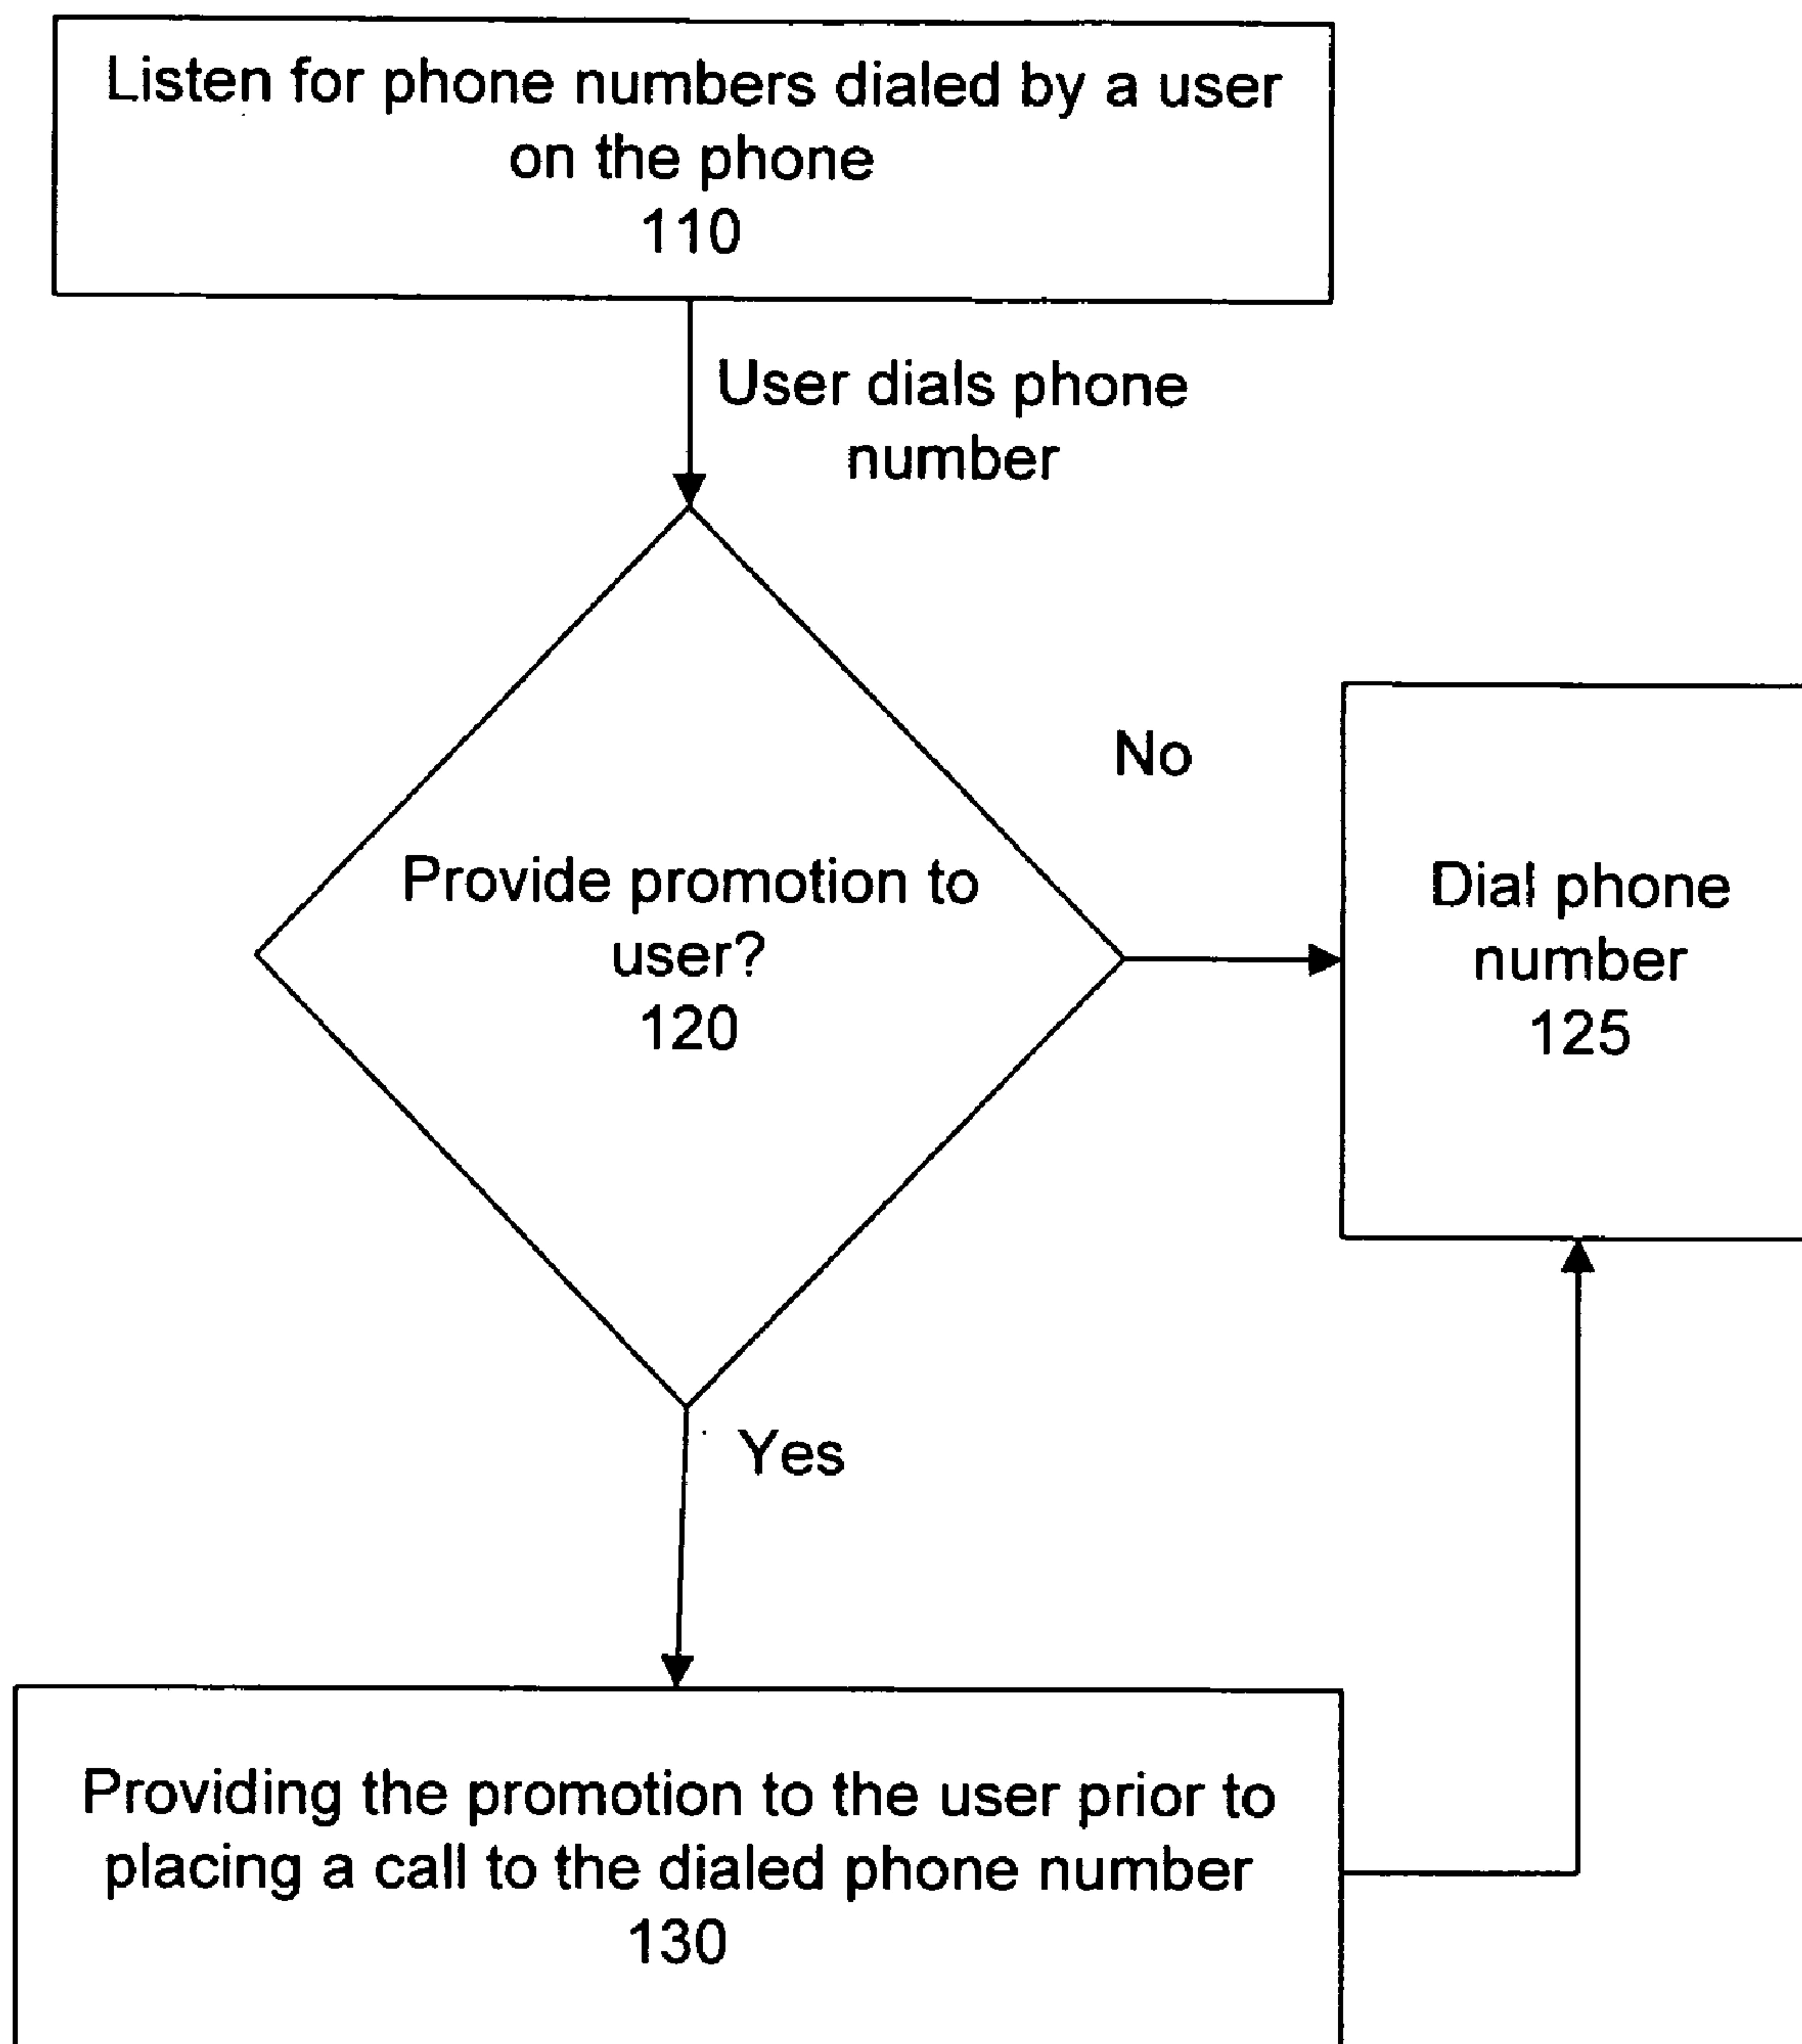 Listen for phone numbers dialed by a user
on the phone
110
User dials phone
number
No
Provide promotion to
user?
120
Dial phone
number
125
Yes
Providing the promotion to the user prior to
placing a call to the dialed phone number
130